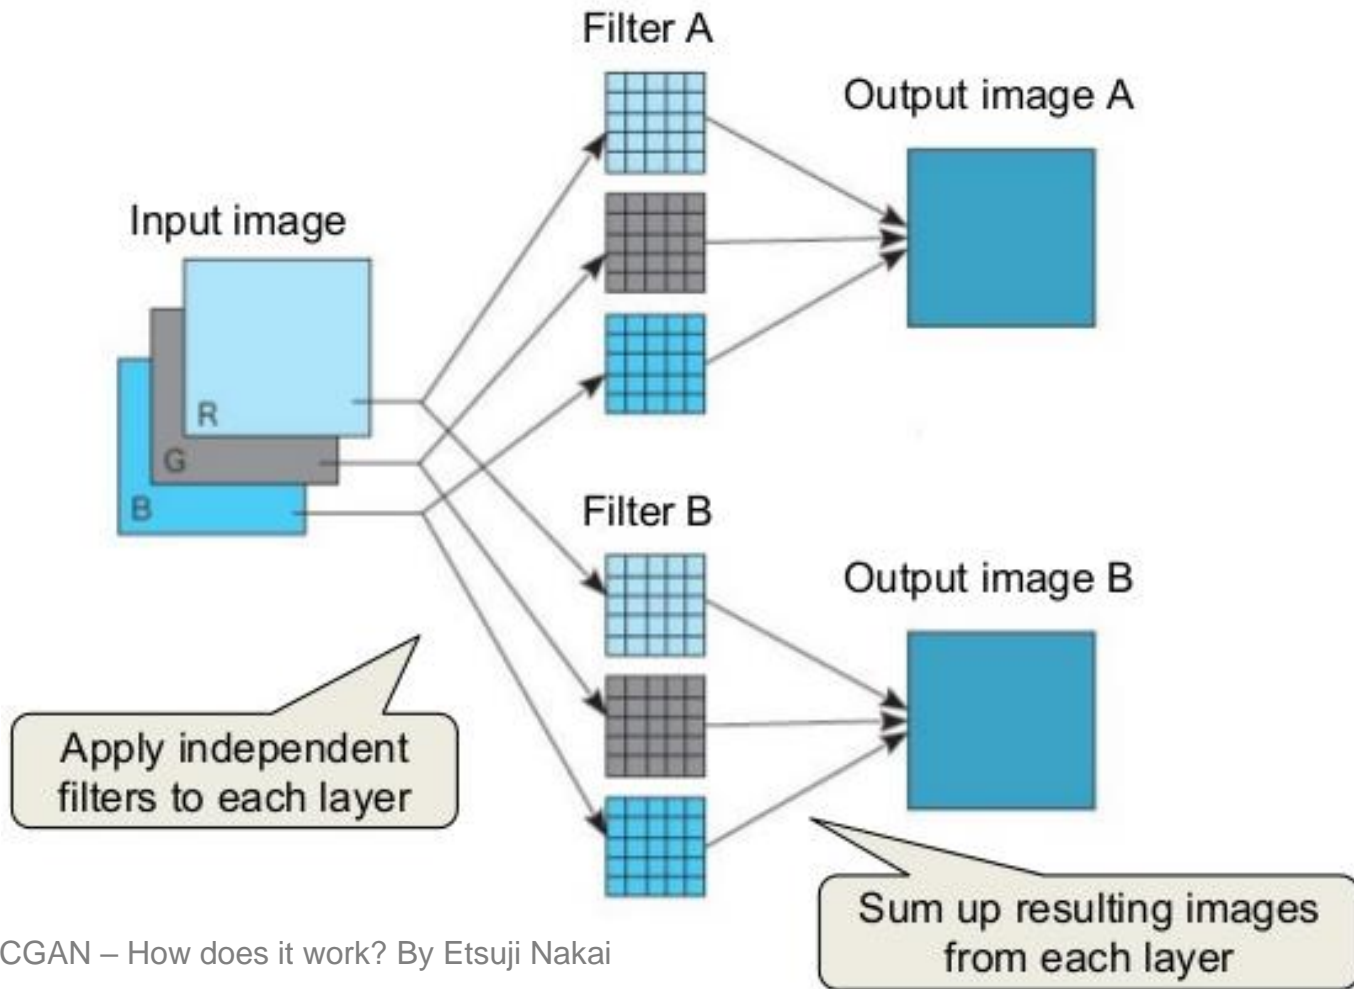 Filter A
Output image A
Input image
R
G
B
Filter B
Output image B
Apply independent
filters to each layer
Sum up resulting images
from each layer
CGAN – How does it work? By Etsuji Nakai